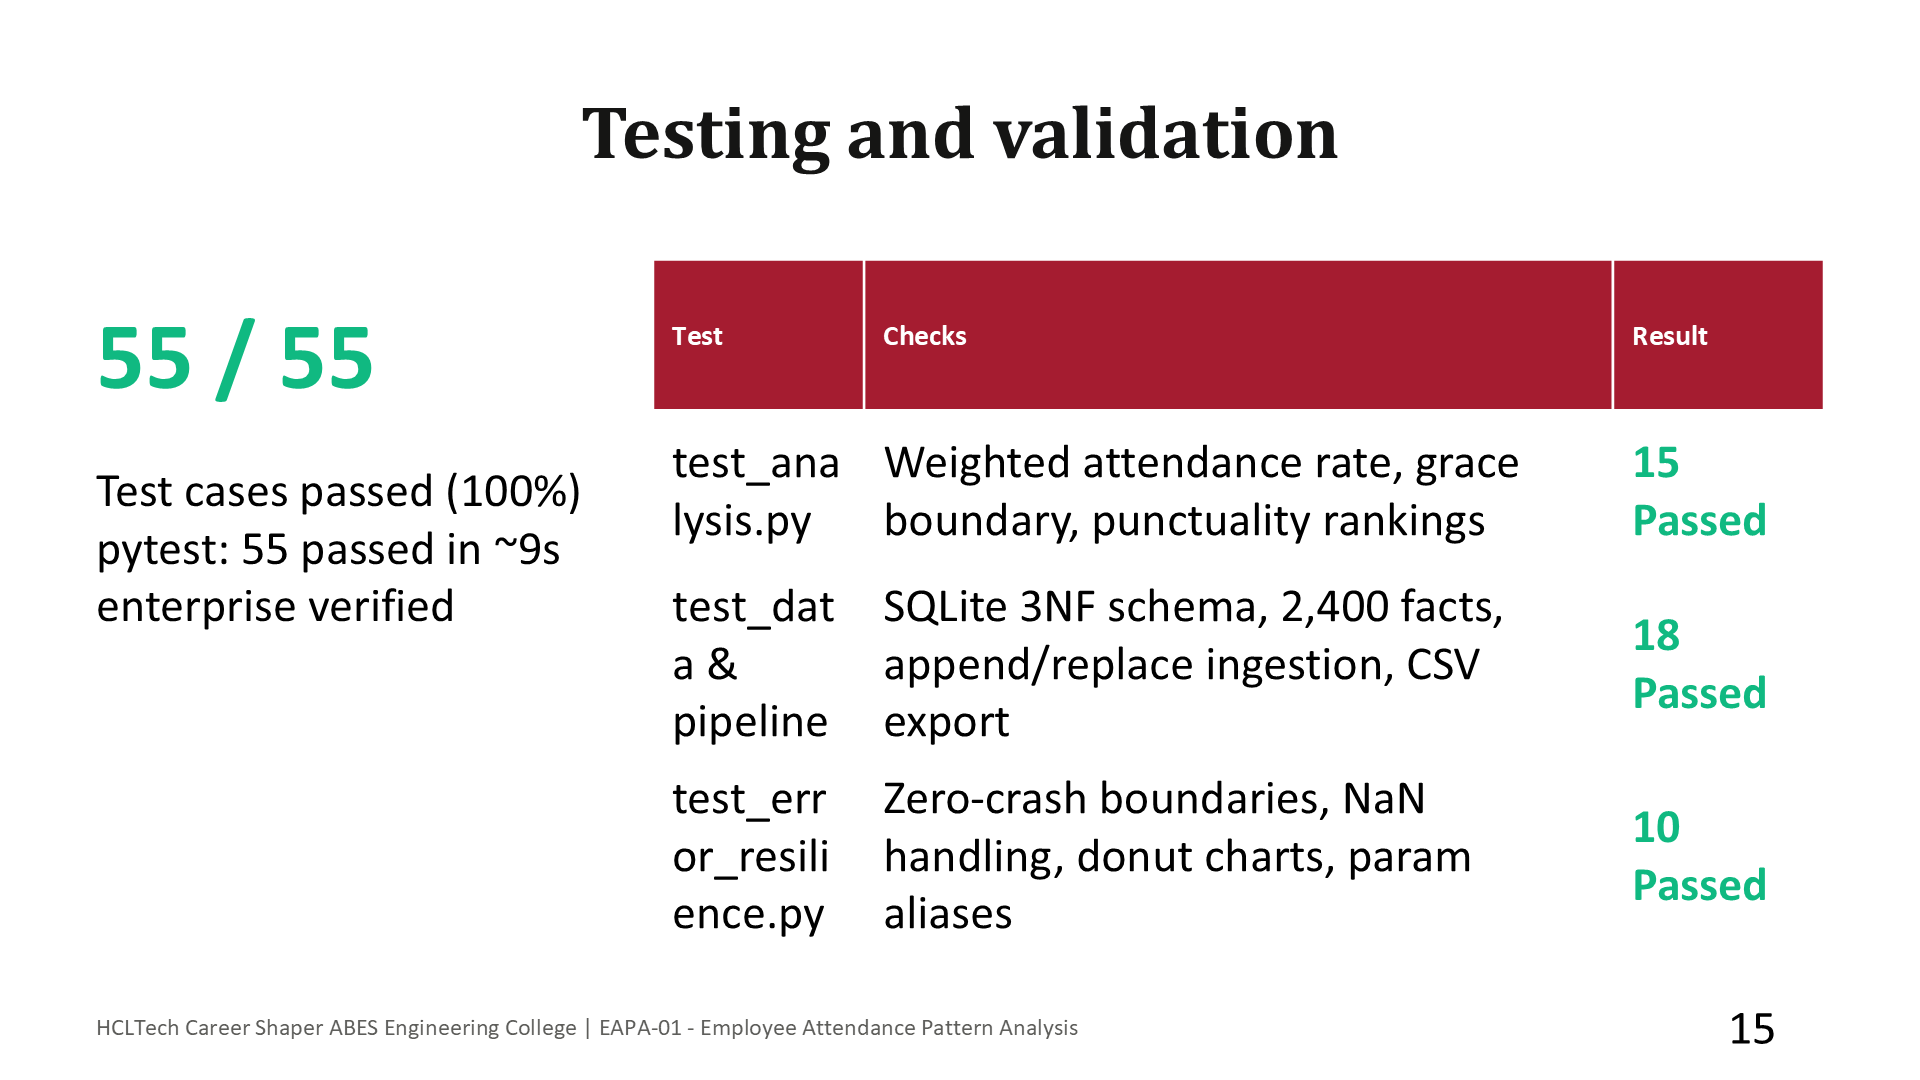 Testing and validation
55 / 55
Test cases passed (100%)
pytest: 55 passed in ~9s
enterprise verified
Test
Checks
Result
test_ana
lysis.py
Weighted attendance rate, grace
boundary, punctuality rankings
15
Passed
test_dat
a &
pipeline
SQLite 3NF schema, 2,400 facts,
append/replace ingestion, CSV
export
18
Passed
test_err
or_resili
ence.py
Zero-crash boundaries, NaN
handling, donut charts, param
aliases
10
Passed
HCLTech Career Shaper ABES Engineering College | EAPA-01 - Employee Attendance Pattern Analysis
15